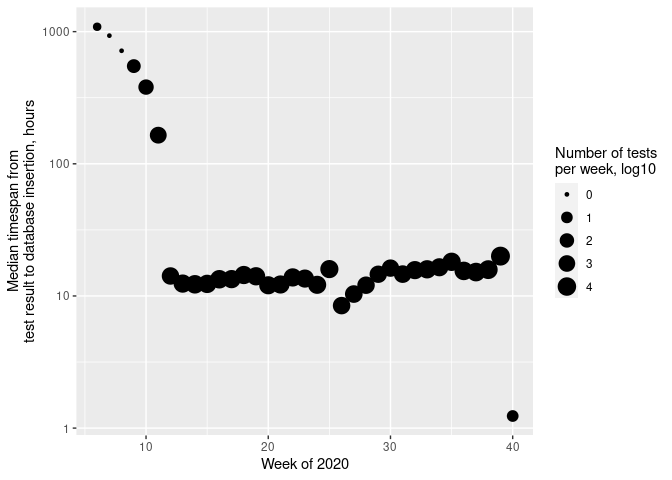 Median timespan from
test result to database insertion, hours
1000
100
10
1
10
20
30
40
Week of 2020
Number of tests
per week, log10
0
1
2
3
4